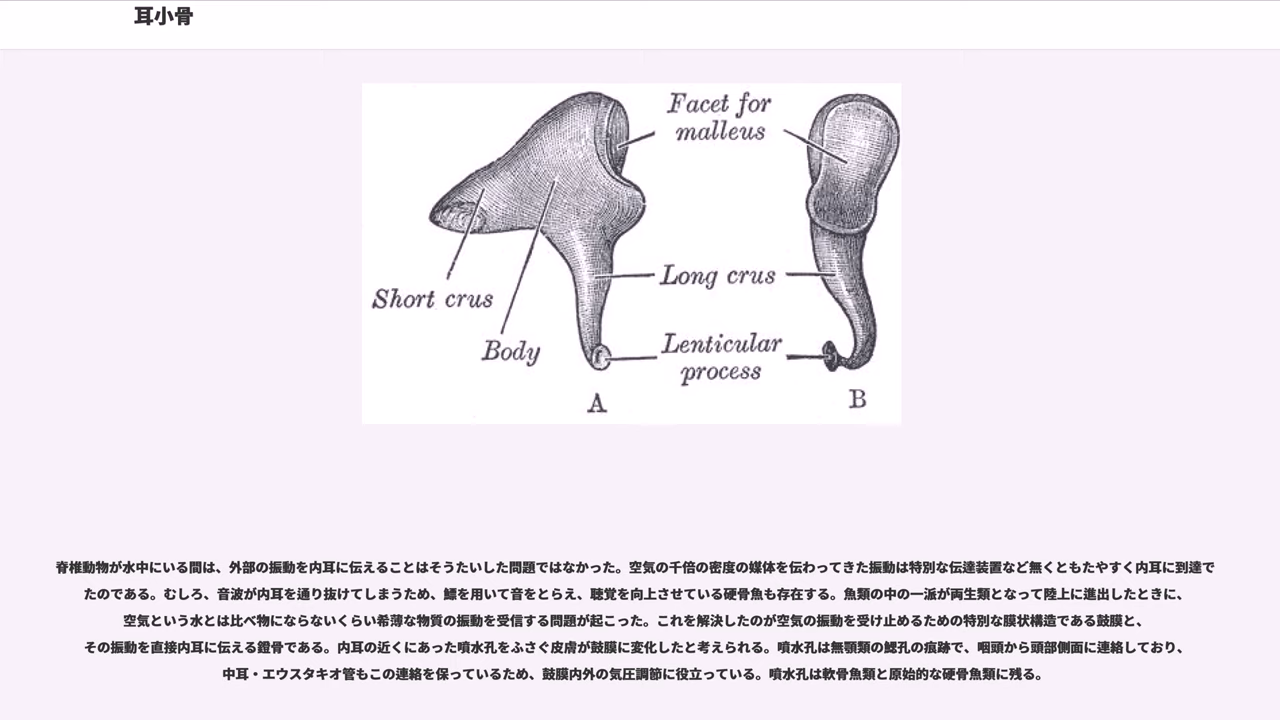 耳小骨
Facet for
malleus
Long crus
Short crus
Body
Lenticular
process
A
B
脊椎動物が水中にいる間は、外部の振動を内耳に伝えることはそうたいした問題ではなかった。空気の千倍の密度の媒体を伝わってきた振動は特別な伝達装置など無くともたやすく内耳に到達で
たのである。むしろ、音波が内耳を通り抜けてしまうため、鰾を用いて音をとらえ、聴覚を向上させている硬骨魚も存在する。魚類の中の一派が両生類となって陸上に進出したときに、
空気という水とは比べ物にならないくらい希薄な物質の振動を受信する問題が起こった。これを解決したのが空気の振動を受け止めるための特別な膜状構造である鼓膜と、
その振動を直接内耳に伝える鐙骨である。内耳の近くにあった噴水孔をふさぐ皮膚が鼓膜に変化したと考えられる。噴水孔は無顎類の鰓孔の痕跡で、咽頭から頭部側面に連絡しており、
中耳・エウスタキオ管もこの連絡を保っているため、鼓膜内外の気圧調節に役立っている。噴水孔は軟骨魚類と原始的な硬骨魚類に残る。